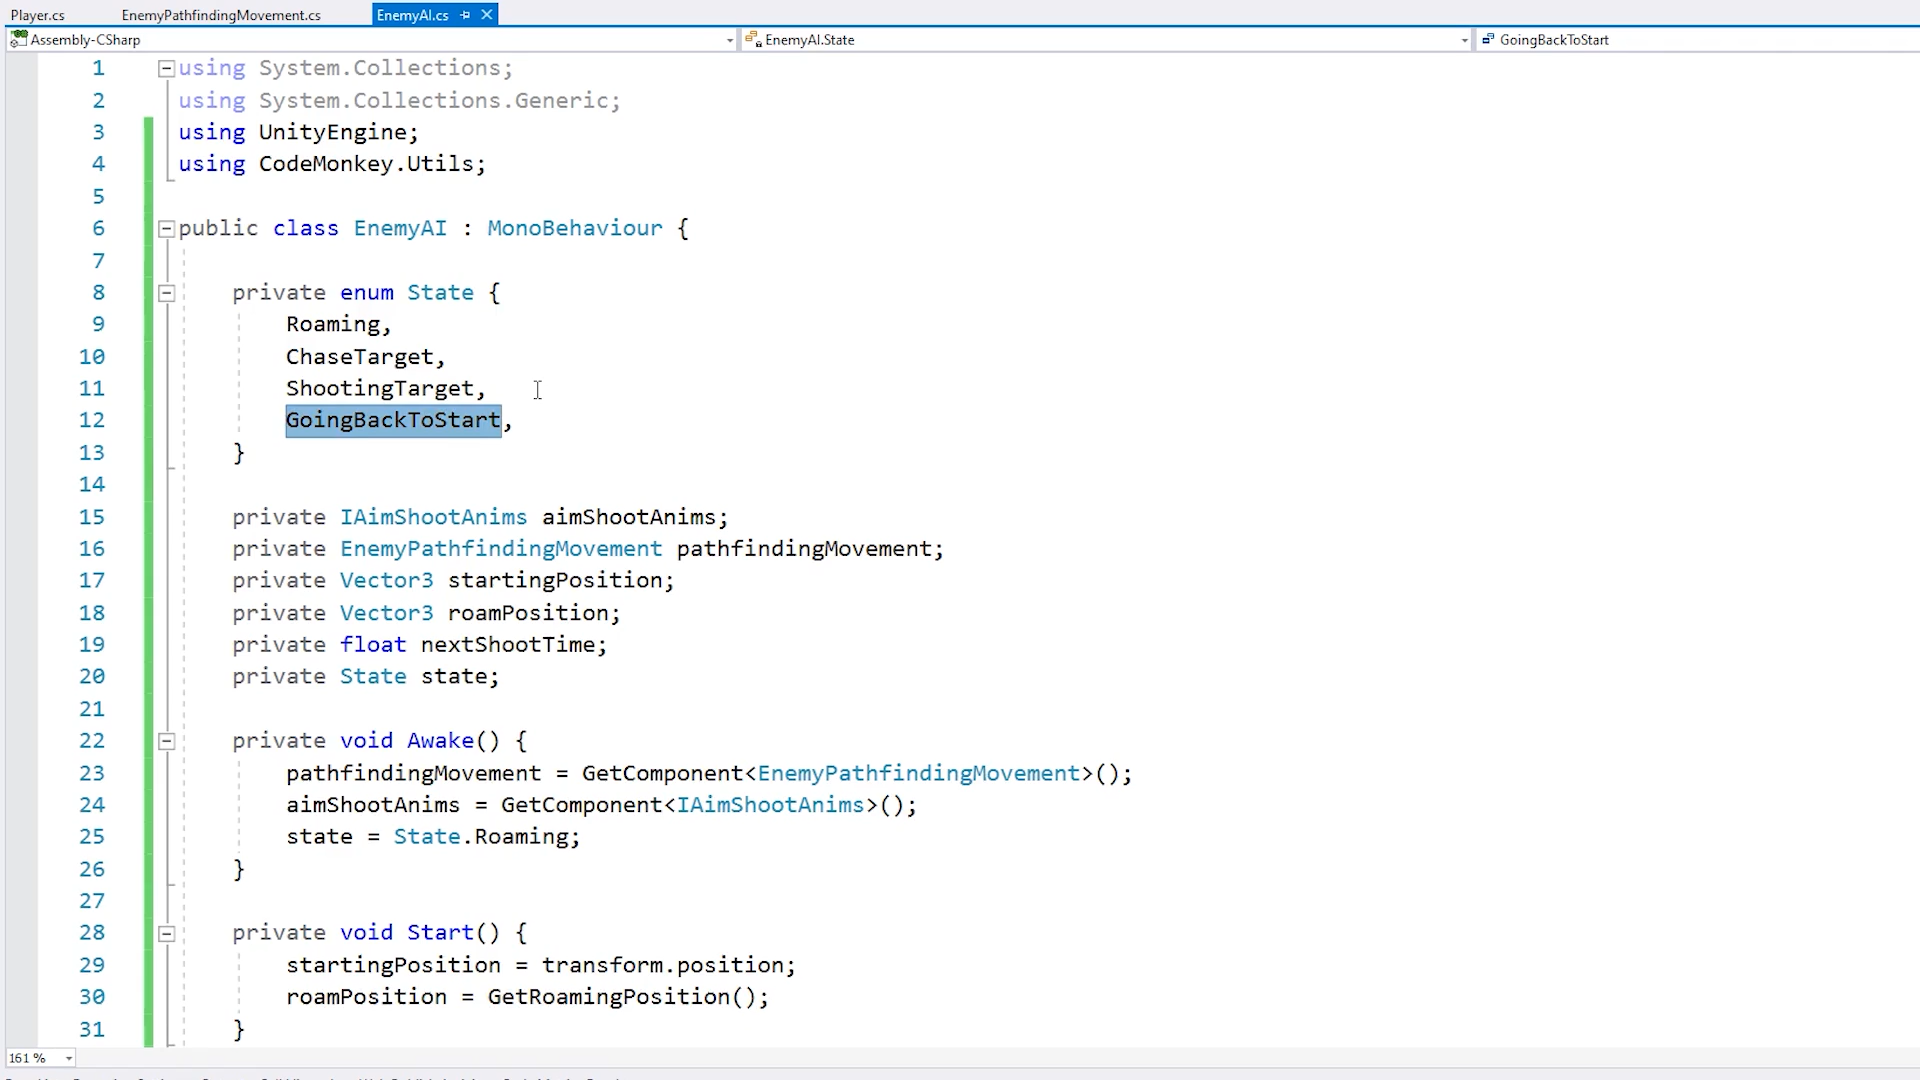 Player.cs EnemyPathfindingMovement.cs EnemyAI.cs
Assembly-CSharp EnemyAI.State GoingBackToStart
1 using System.Collections;
2 using System.Collections.Generic;
3 using UnityEngine;
4 using CodeMonkey.Utils;
5
6 public class EnemyAI : MonoBehaviour {
7
8 private enum State {
9 Roaming,
10 ChaseTarget,
11 ShootingTarget,
12 GoingBackToStart,
13 }
14
15 private IAimShootAnims aimShootAnims;
16 private EnemyPathfindingMovement pathfindingMovement;
17 private Vector3 startingPosition;
18 private Vector3 roamPosition;
19 private float nextShootTime;
20 private State state;
21
22 private void Awake() {
23 pathfindingMovement = GetComponent<EnemyPathfindingMovement>();
24 aimShootAnims = GetComponent<IAimShootAnims>();
25 state = State.Roaming;
26 }
27
28 private void Start() {
29 startingPosition = transform.position;
30 roamPosition = GetRoamingPosition();
31 }
161 %